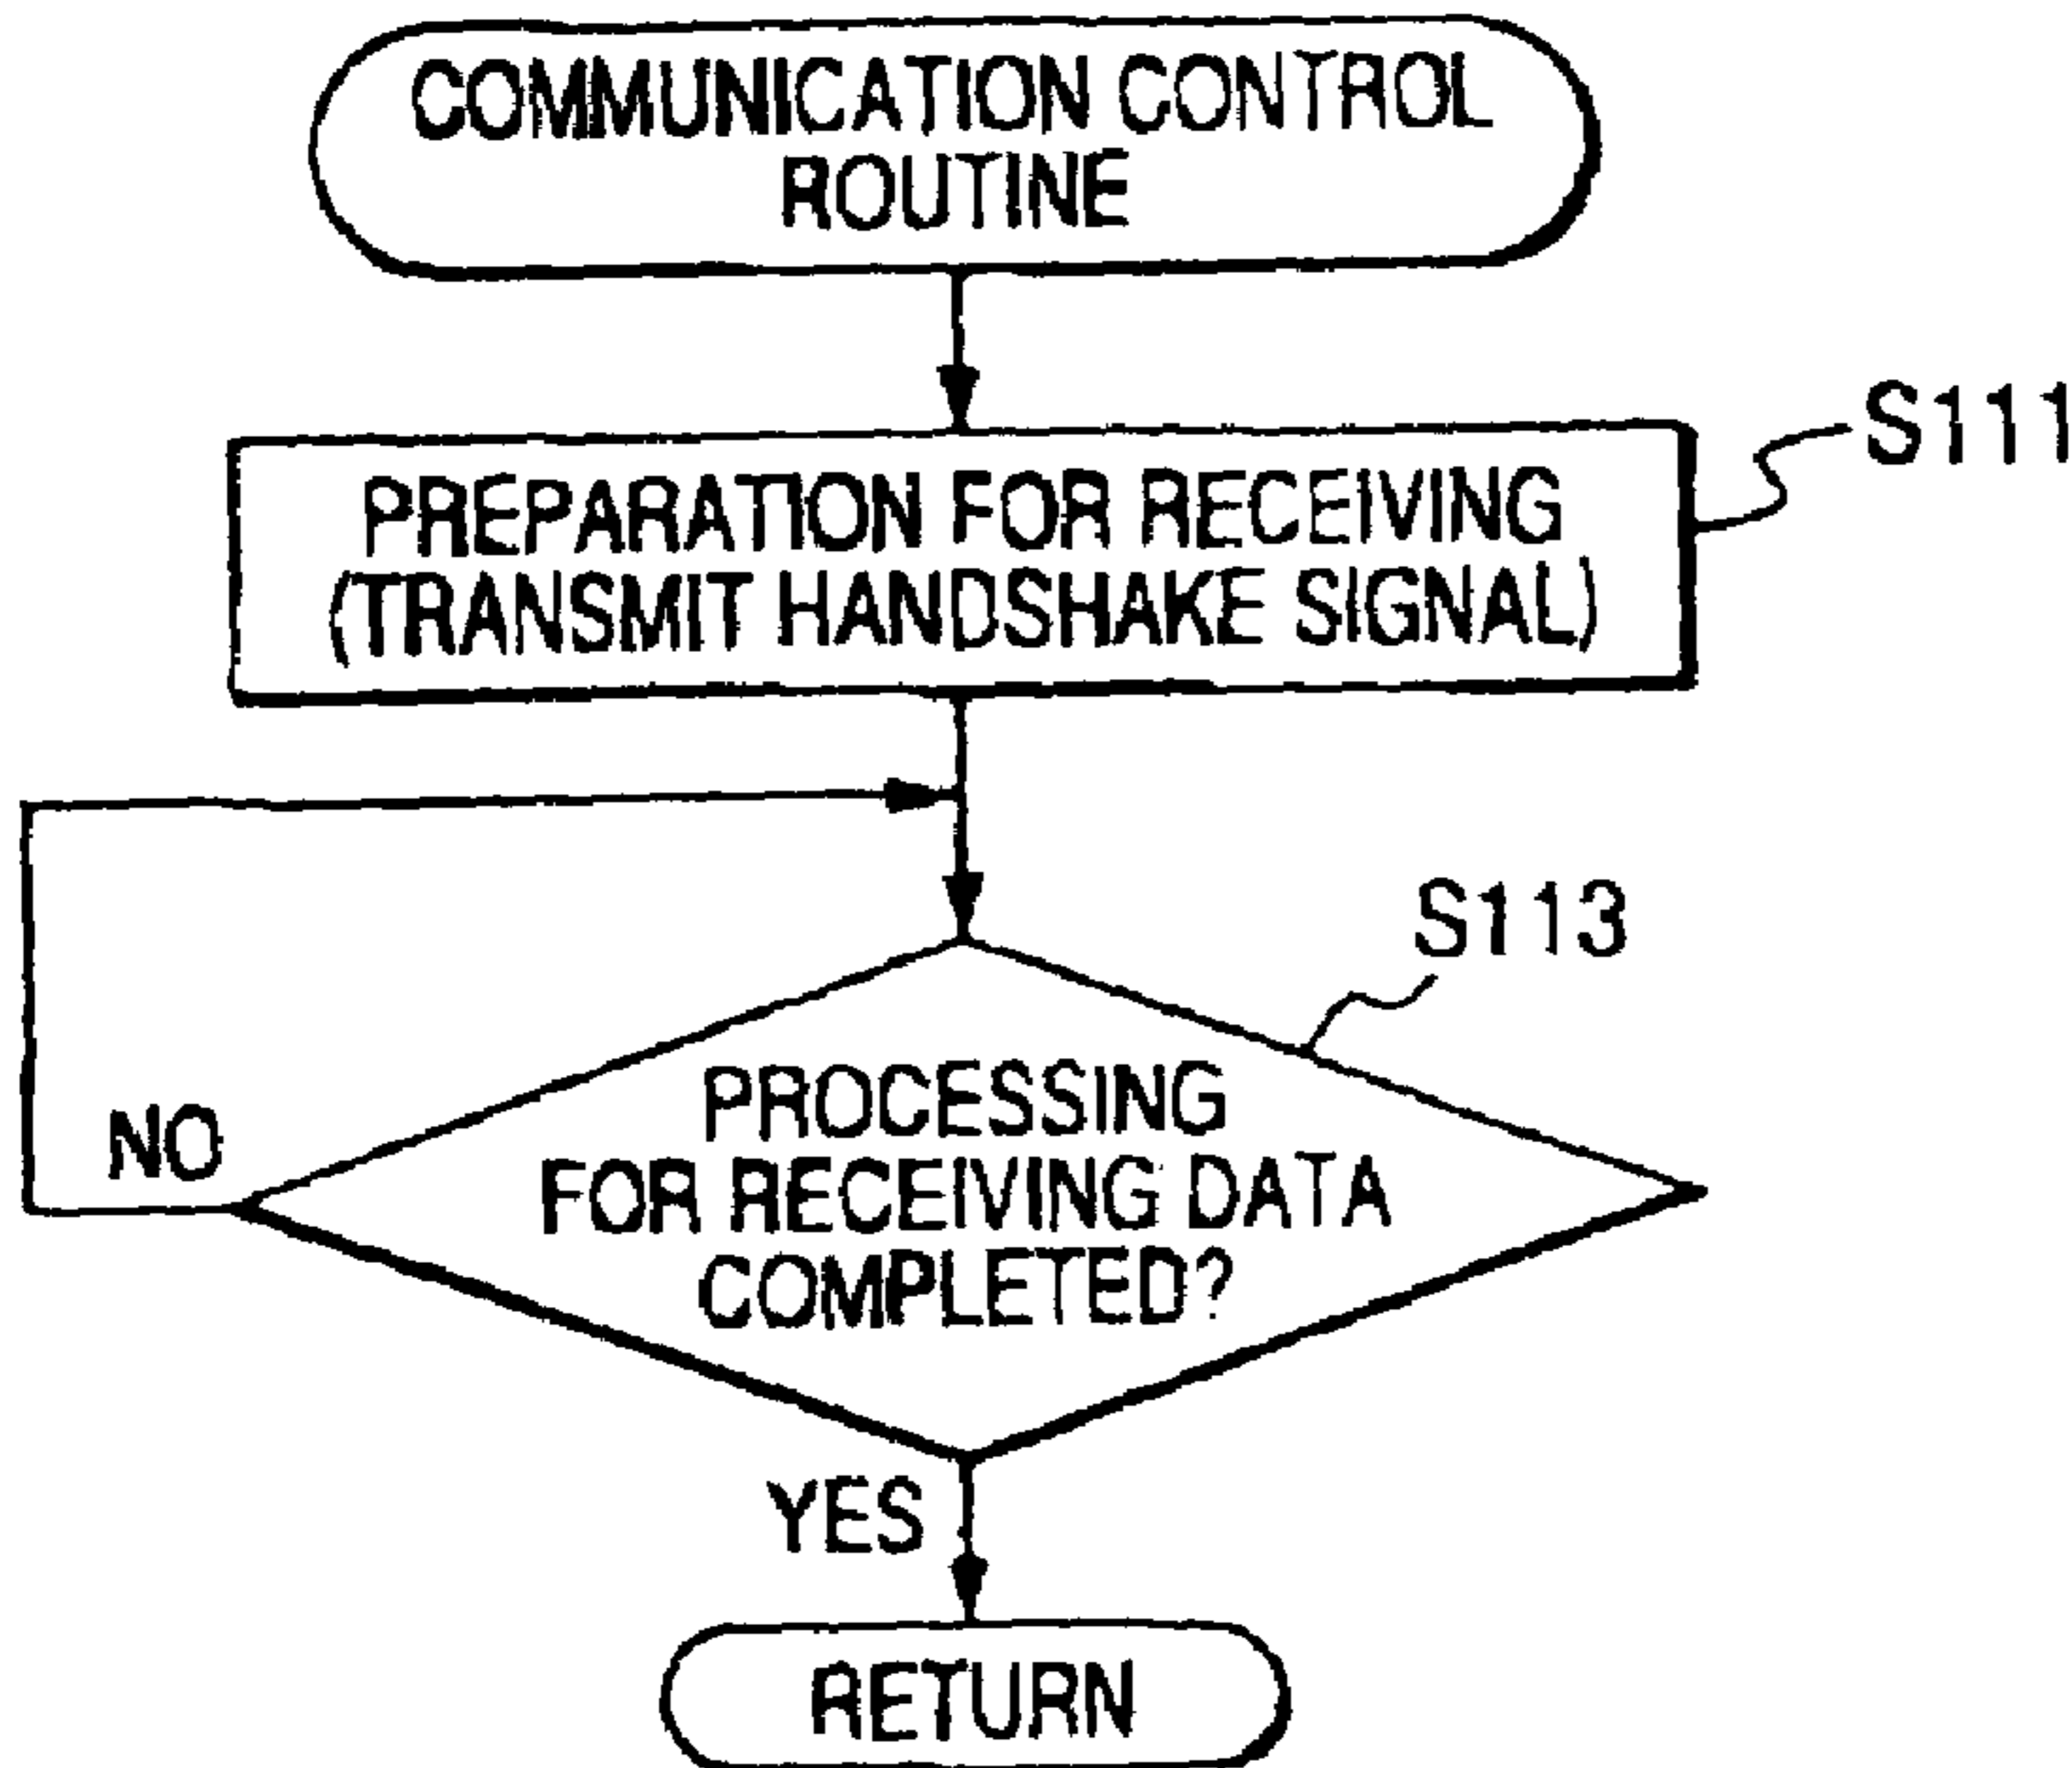 COMMUNICATION CONTROL
ROUTINE
S111
PREPARATION FOR RECEIVING
(TRANSMIT HANDSHAKE SIGNAL)
S113
PROCESSING
FOR RECEIVING DATA
COMPLETED?
NO
YES
RETURN